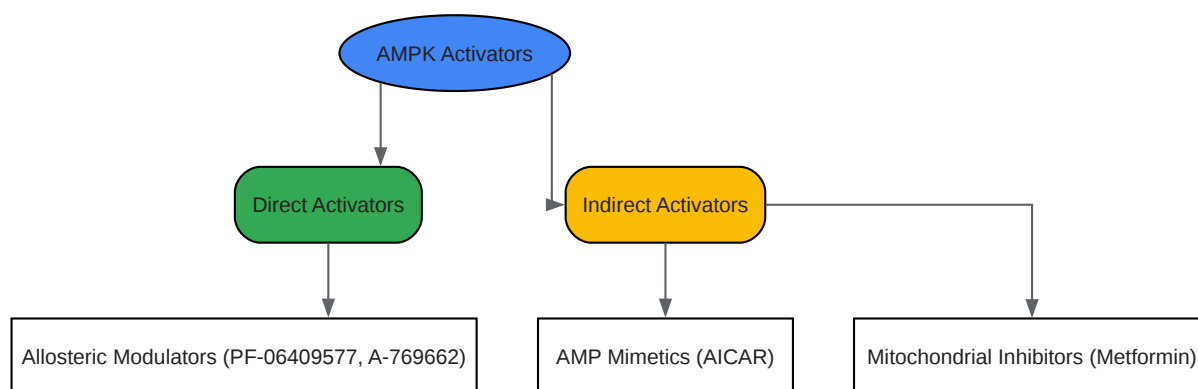 AMPK Activators
Direct Activators
Indirect Activators
Allosteric Modulators (PF-06409577, A-769662)
AMP Mimetics (AICAR)
Mitochondrial Inhibitors (Metformin)